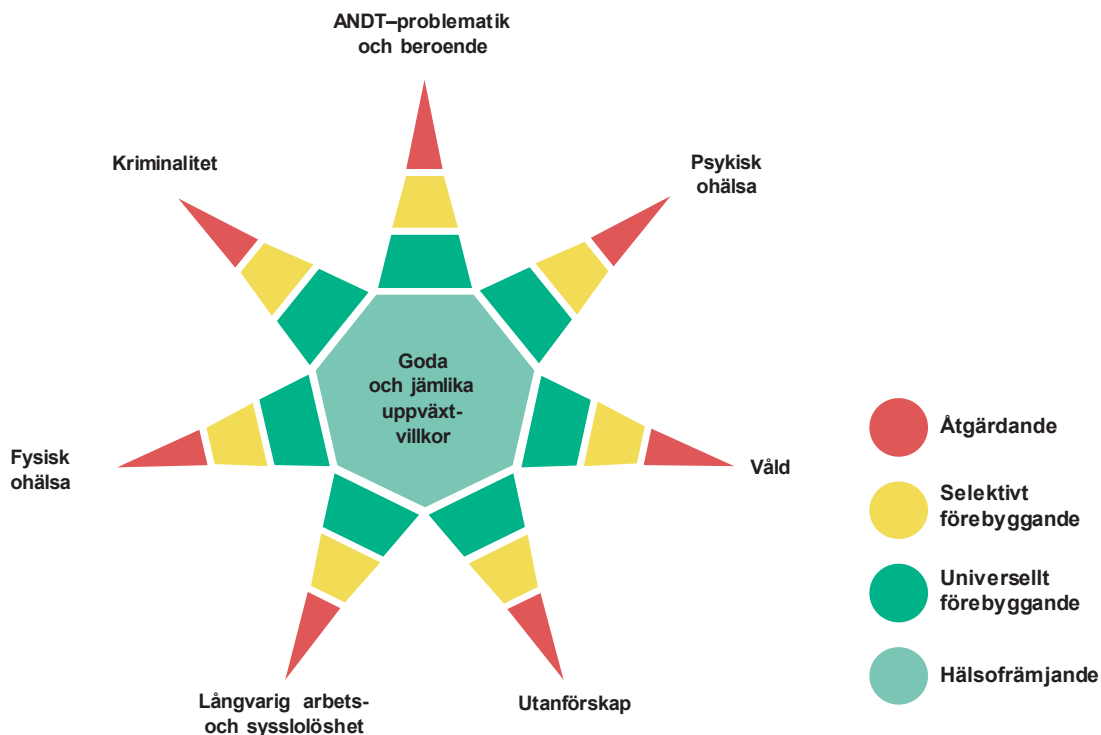 ANDT–problematik
och beroende
Kriminalitet
Psykisk
ohälsa
Goda
och jämlika
uppväxt-
villkor
Fysisk
ohälsa
Våld
Långvarig arbets-
och sysslolöshet
Utanförskap
Åtgärdande
Selektivt
förebyggande
Universellt
förebyggande
Hälsofrämjande